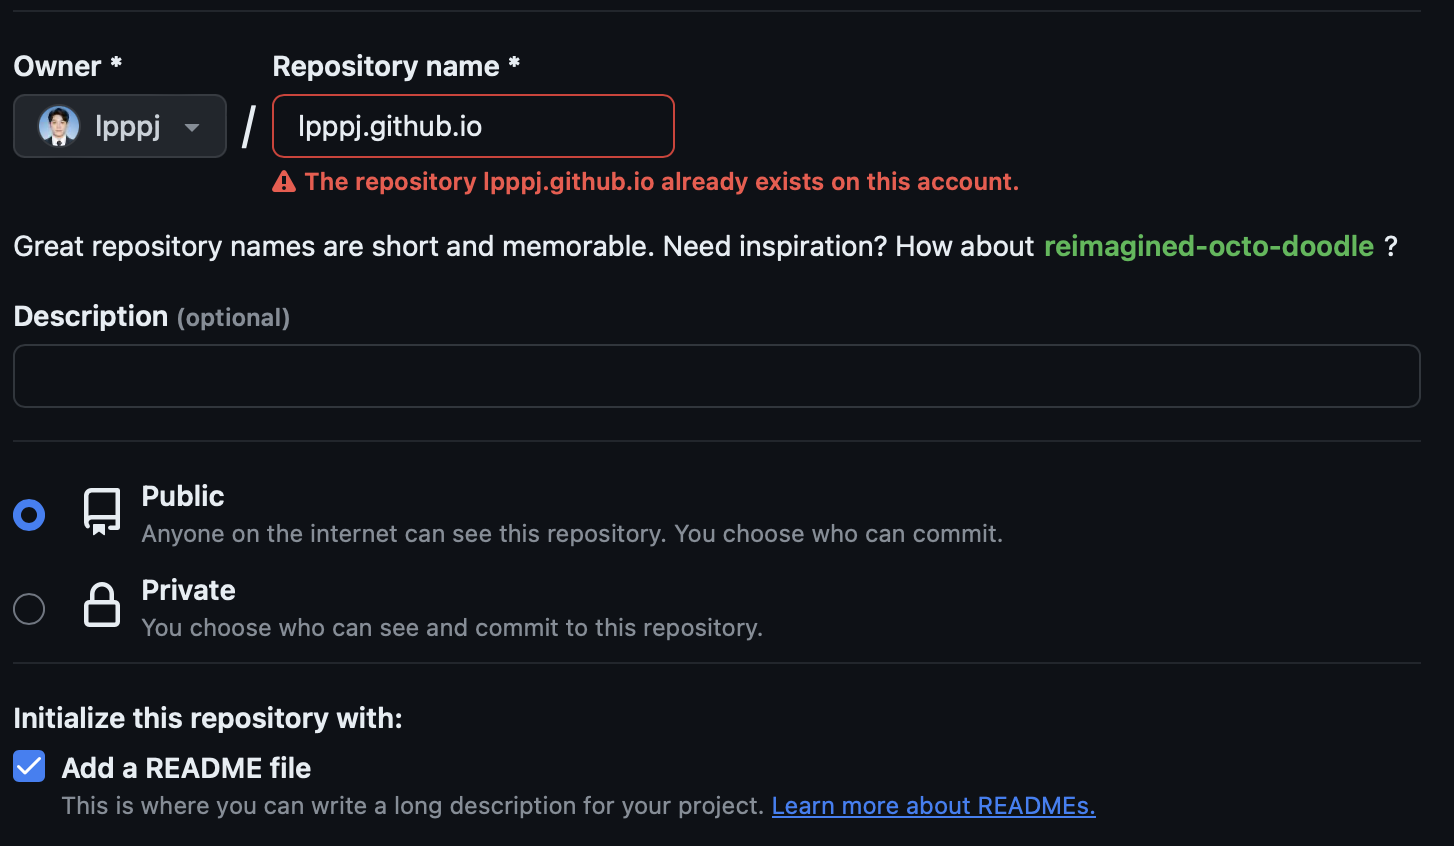 Owner *
Repository name *
lpppj
/
lpppj.github.io
The repository lpppj.github.io already exists on this account.
Great repository names are short and memorable. Need inspiration? How about reimagined-octo-doodle ?
Description (optional)
Public
Anyone on the internet can see this repository. You choose who can commit.
Private
You choose who can see and commit to this repository.
Initialize this repository with:
Add a README file
This is where you can write a long description for your project. Learn more about READMEs.